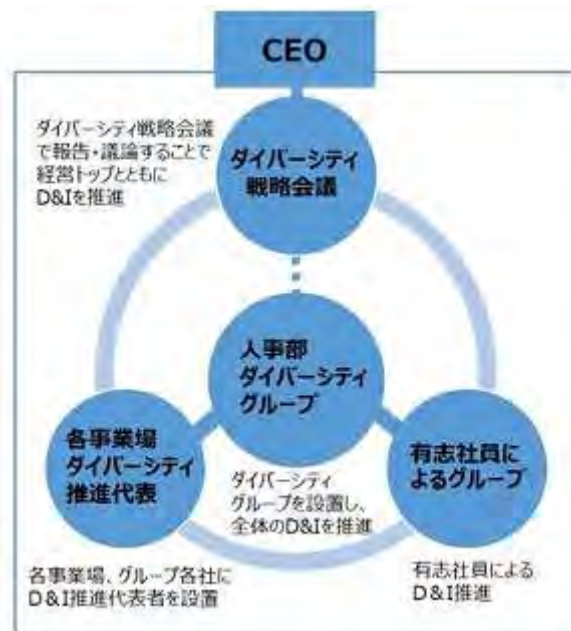 CEO
ダイバーシティ戦略会議
で報告・議論することで
経営トップとともに
D&Iを推進
ダイバーシティ
戦略会議
人事部
ダイバーシティ
グループ
各事業場
ダイバーシティ
推進代表
有志社員に
よるグループ
ダイバーシティ
グループを設置し、
全体のD&Iを推進
各事業場、グループ各社に
D&I推進代表者を設置
有志社員による
D&I推進